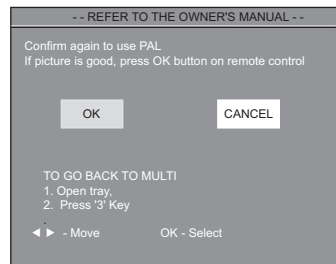 - - REFER TO THE OWNER'S MANUAL - -
Confirm again to use PAL
If picture is good, press OK button on remote control
OK CANCEL
TO GO BACK TO MULTI
1. Open tray,
2. Press '3' Key
.
◄ ► - Move OK - Select